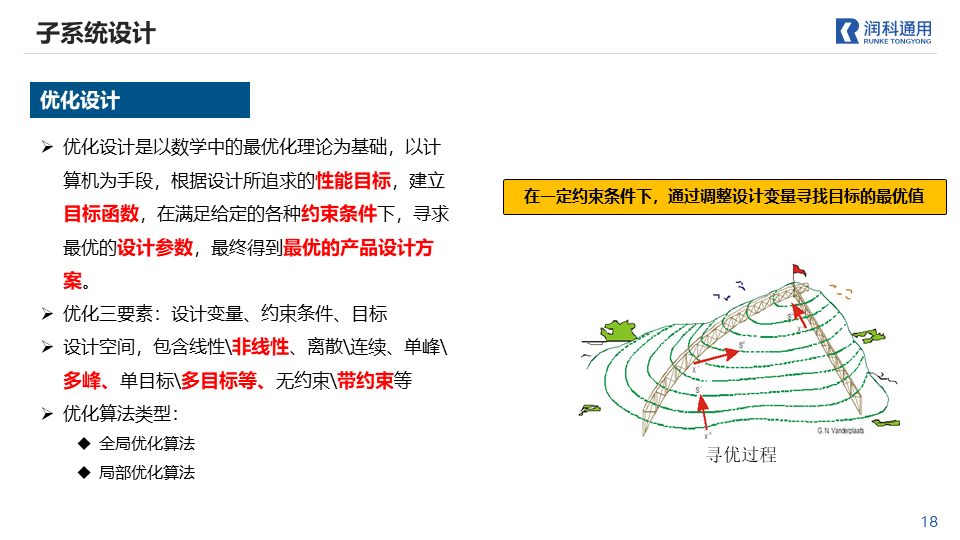 子系统设计
润科通用
RUNKE TONGYONG
优化设计
➢ 优化设计是以数学中的最优化理论为基础，以计
算机为手段，根据设计所追求的性能目标，建立
目标函数，在满足给定的各种约束条件下，寻求
最优的设计参数，最终得到最优的产品设计方
案。
➢ 优化三要素：设计变量、约束条件、目标
➢ 设计空间，包含线性\非线性、离散\连续、单峰\
多峰、单目标\多目标等、无约束\带约束等
➢ 优化算法类型：
◆ 全局优化算法
◆ 局部优化算法
在一定约束条件下，通过调整设计变量寻找目标的最优值
G. N. Vanderplaats
寻优过程
18